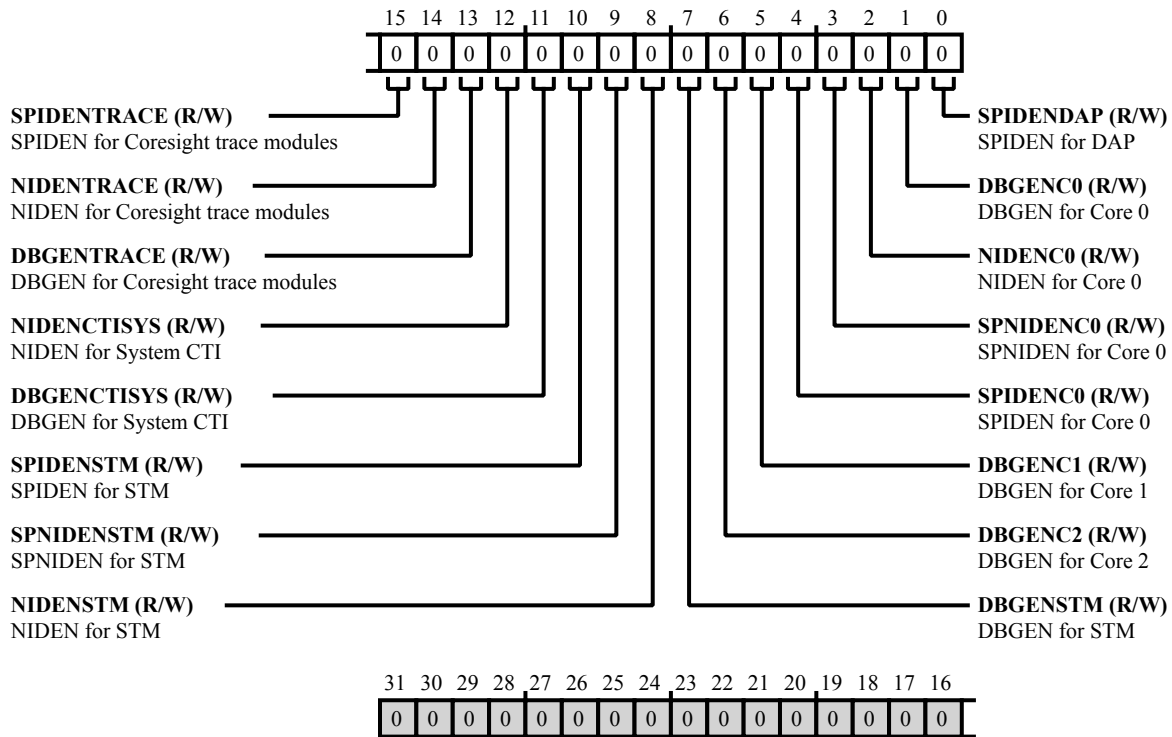 15 14 13 12 11 10 9 8 7 6 5 4 3 2 1 0
0 0 0 0 0 0 0 0 0 0 0 0 0 0 0 0
SPIDENTRACE (R/W)
SPIDEN for Coresight trace modules
NIDENTRACE (R/W)
NIDEN for Coresight trace modules
DBGENTRACE (R/W)
DBGEN for Coresight trace modules
NIDENCTISYS (R/W)
NIDEN for System CTI
DBGENCTISYS (R/W)
DBGEN for System CTI
SPIDENSTM (R/W)
SPIDEN for STM
SPNIDENSTM (R/W)
SPNIDEN for STM
NIDENSTM (R/W)
NIDEN for STM
SPIDENDAP (R/W)
SPIDEN for DAP
DBGENC0 (R/W)
DBGEN for Core 0
NIDENC0 (R/W)
NIDEN for Core 0
SPNIDENC0 (R/W)
SPNIDEN for Core 0
SPIDENC0 (R/W)
SPIDEN for Core 0
DBGENC1 (R/W)
DBGEN for Core 1
DBGENC2 (R/W)
DBGEN for Core 2
DBGENSTM (R/W)
DBGEN for STM
31 30 29 28 27 26 25 24 23 22 21 20 19 18 17 16
0 0 0 0 0 0 0 0 0 0 0 0 0 0 0 0